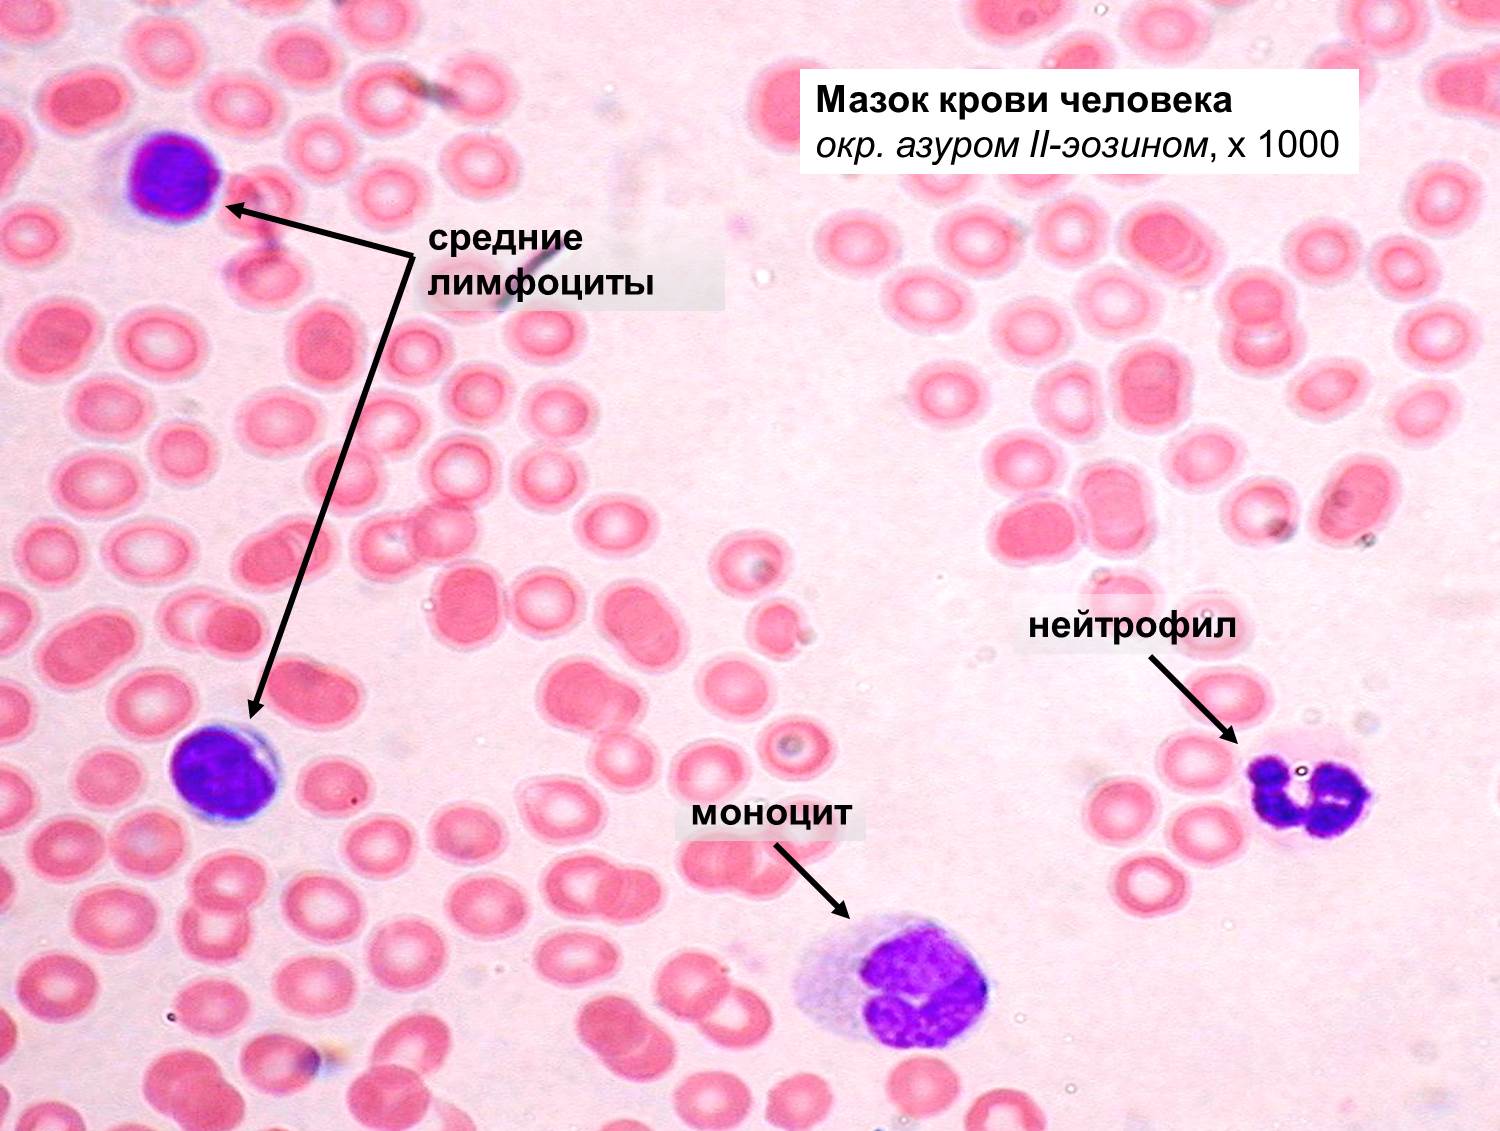 Мазок крови человека
окр. азуром II-эозином, х 1000
средние
лимфоциты
нейтрофил
моноцит